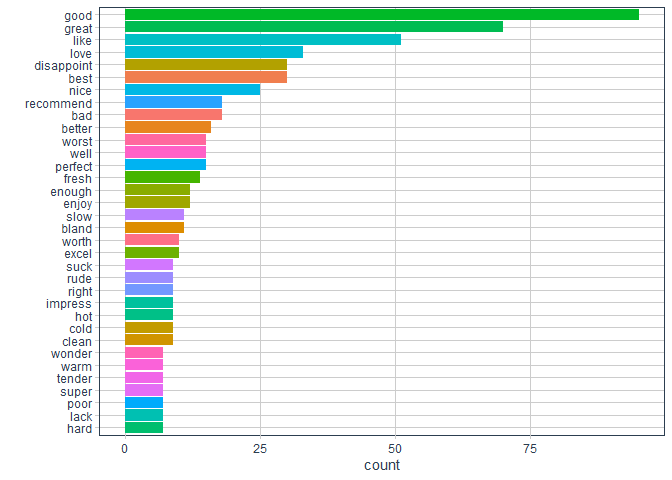 good
great
like
love
disappoint
best
nice
recommend
bad
better
worst
well
perfect
fresh
enough
enjoy
slow
bland
worth
excel
suck
rude
right
impress
hot
cold
clean
wonder
warm
tender
super
poor
lack
hard
0 25 50 75
count